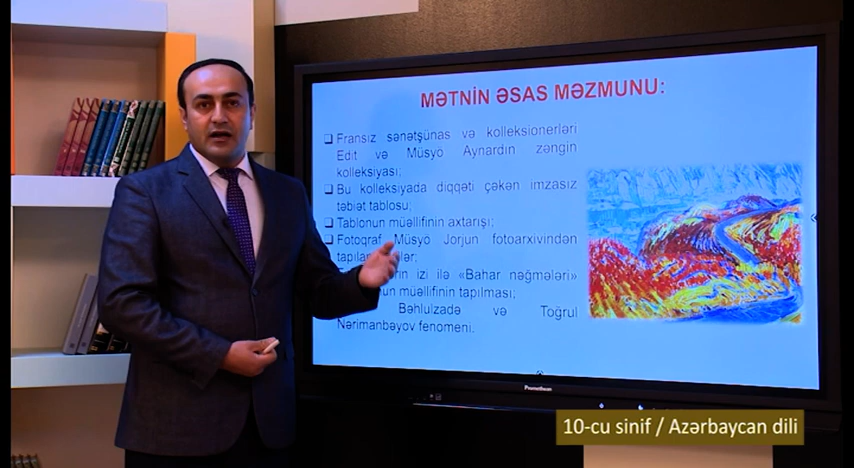 MƏTNİN ƏSAS MƏZMUNU:
❑ Fransız sənətşünas və kolleksionerləri
Edit və Müsyö Aynardın zəngin
kolleksiyası;
❑ Bu kolleksiyada diqqəti çəkən imzasız
təbiət tablosu;
❑ Tablonun müəllifinin axtarışı;
❑ Fotoqraf Müsyö Jorjun fotoarxivindən
izi ilə «Bahar nəğmələri»
müəllifinin tapılması;
Bəhlulzadə və Toğrul
Nərimanbəyov fenomeni.
Promethean
10-cu sinif / Azərbaycan dili